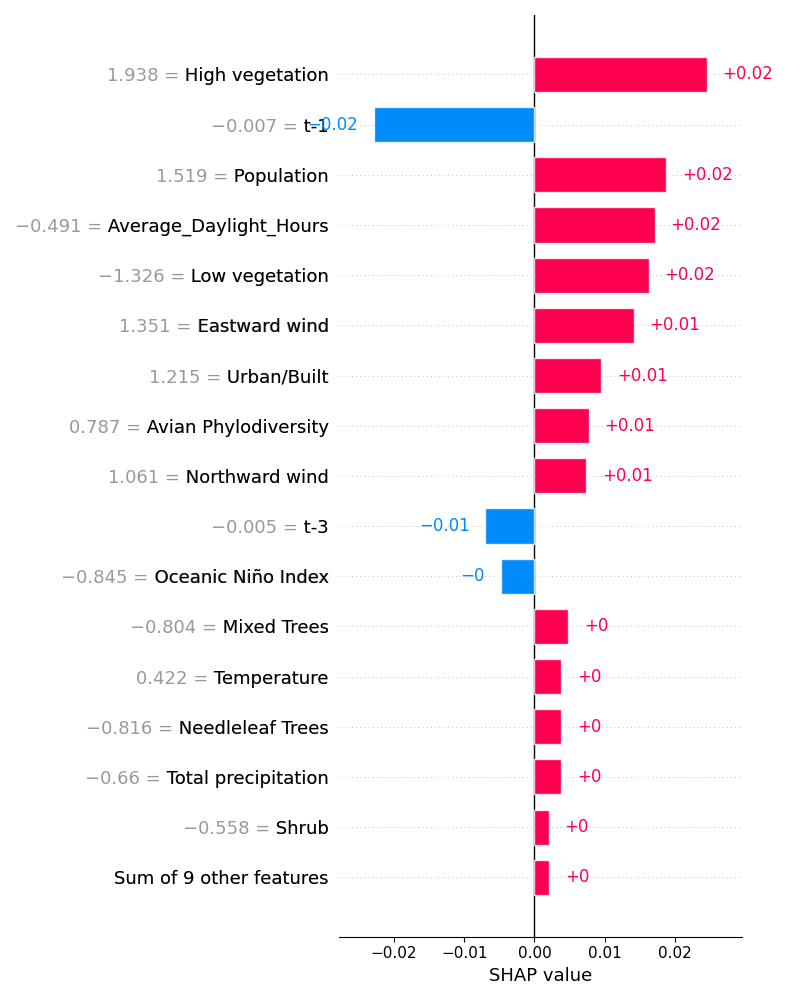 1.938 = High vegetation +0.02
−0.007 = t-1 −0.02
1.519 = Population +0.02
−0.491 = Average_Daylight_Hours +0.02
−1.326 = Low vegetation +0.02
1.351 = Eastward wind +0.01
1.215 = Urban/Built +0.01
0.787 = Avian Phylodiversity +0.01
1.061 = Northward wind +0.01
−0.005 = t-3 −0.01
−0.845 = Oceanic Niño Index −0
−0.804 = Mixed Trees +0
0.422 = Temperature +0
−0.816 = Needleleaf Trees +0
−0.66 = Total precipitation +0
−0.558 = Shrub +0
Sum of 9 other features +0
−0.02 −0.01 0.00 0.01 0.02
SHAP value